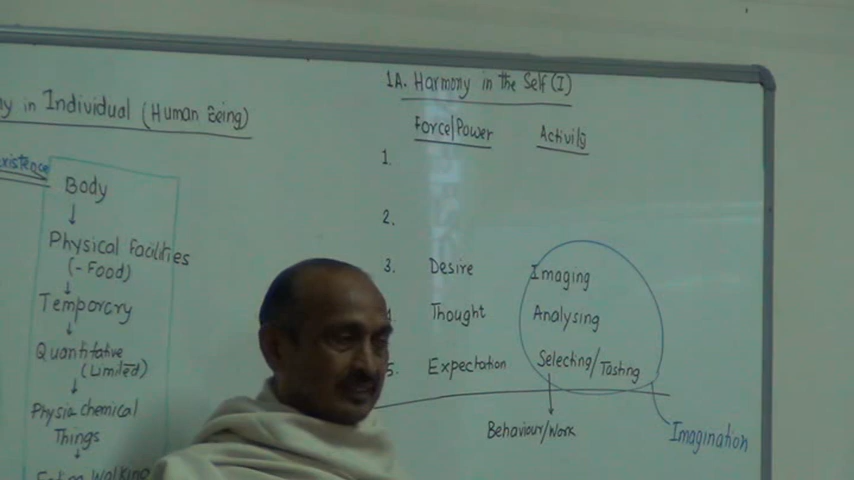 in Individual (Human Being)
Body
↓
Physical Facilities
(- Food)
↓
Temporary
↓
Quantitative
(Limited)
↓
Physio chemical
Things
↓
Walking
1A. Harmony in the Self (I)
Force/Power Activity
1.
2.
3. Desire Imaging
Thought Analysing
5. Expectation Selecting/Tasting
Behaviour/Work
Imagination